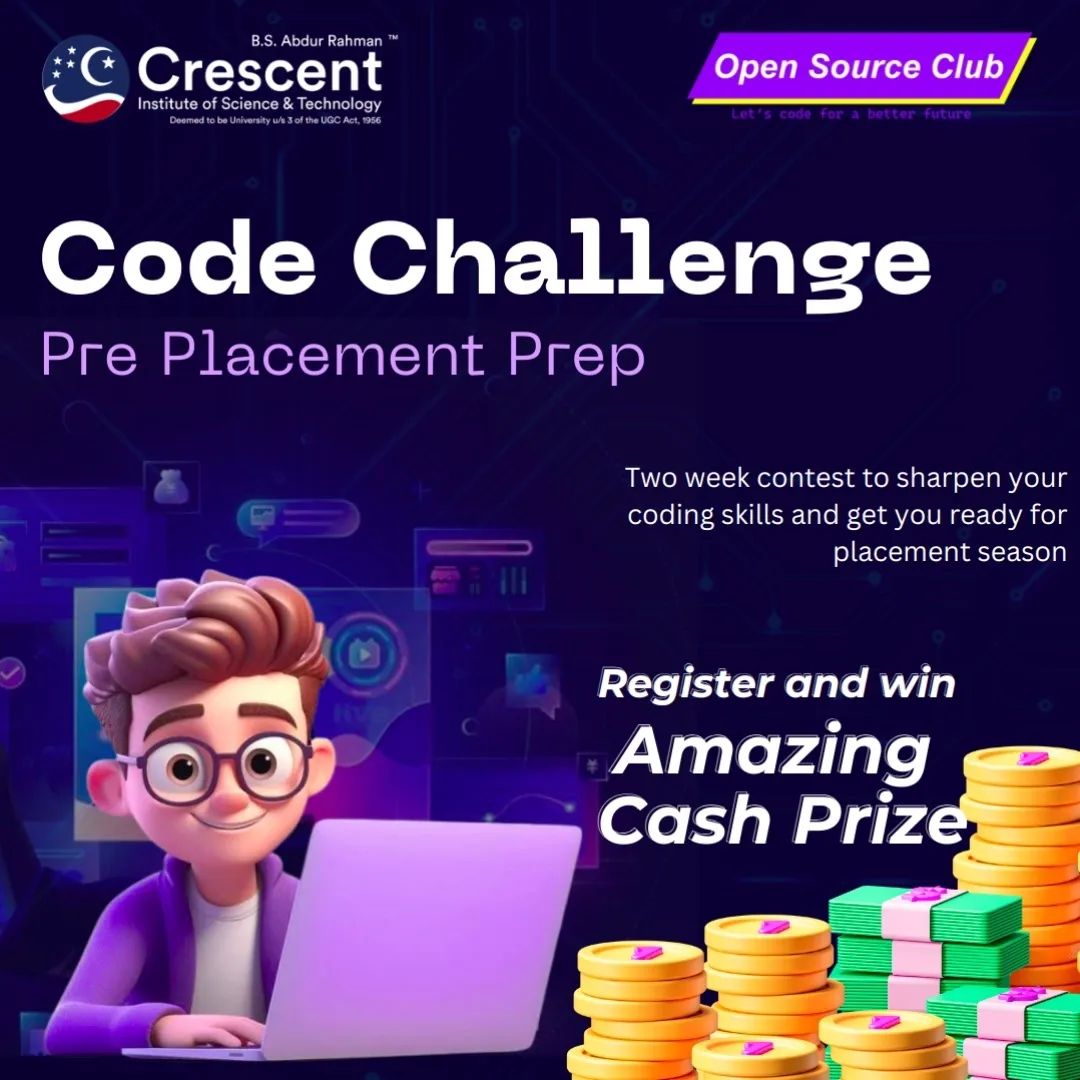 B.S. Abdur Rahman ™
Crescent
Institute of Science & Technology
Deemed to be University u/s 3 of the UGC Act, 1956
Open Source Club
Let's code for a better future
Code Challenge
Pre Placement Prep
Two week contest to sharpen your
coding skills and get you ready for
placement season
Register and win
Amazing
Cash Prize